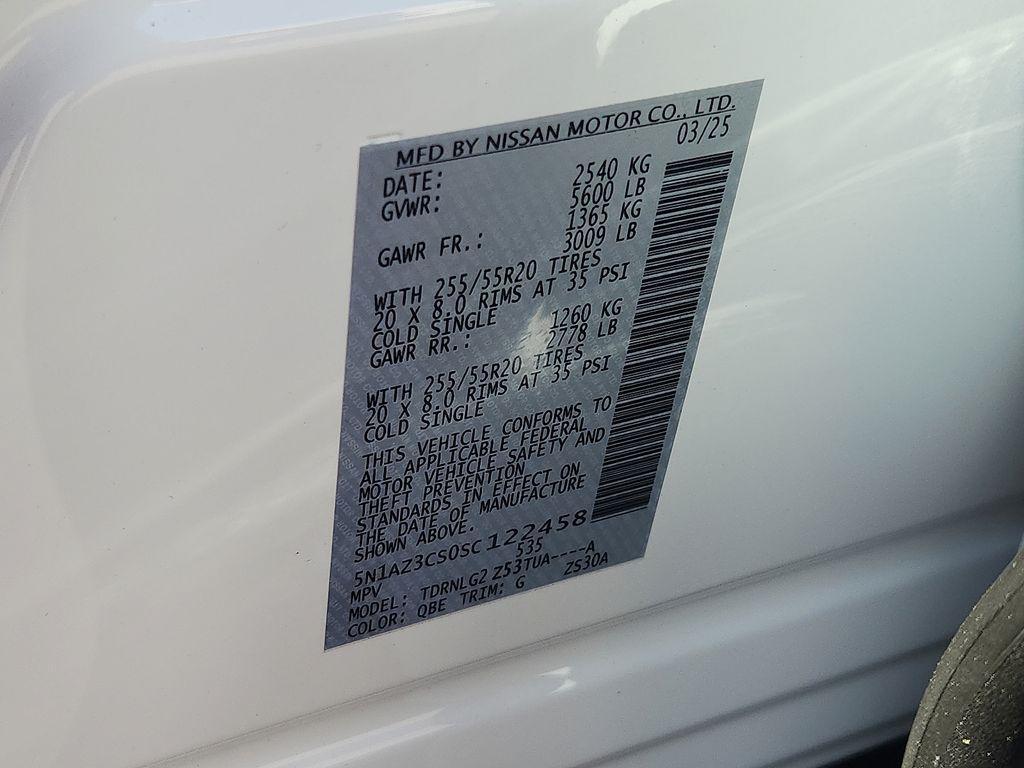 MFD BY NISSAN MOTOR CO., LTD.
DATE: 03/25
GVWR: 2540 KG
5600 LB
GAWR FR.: 1365 KG
3009 LB
WITH 255/55R20 TIRES
20 X 8.0 RIMS AT 35 PSI
COLD SINGLE
GAWR RR.: 1260 KG
2778 LB
WITH 255/55R20 TIRES
20 X 8.0 RIMS AT 35 PSI
COLD SINGLE
THIS VEHICLE CONFORMS TO
ALL APPLICABLE FEDERAL
MOTOR VEHICLE SAFETY AND
THEFT PREVENTION
STANDARDS IN EFFECT ON
THE DATE OF MANUFACTURE
SHOWN ABOVE.
5N1AZ3CS0SC122458
MPV 535
MODEL: TDRNLG2 Z53TUA----A
COLOR: QBE TRIM: G ZS30A